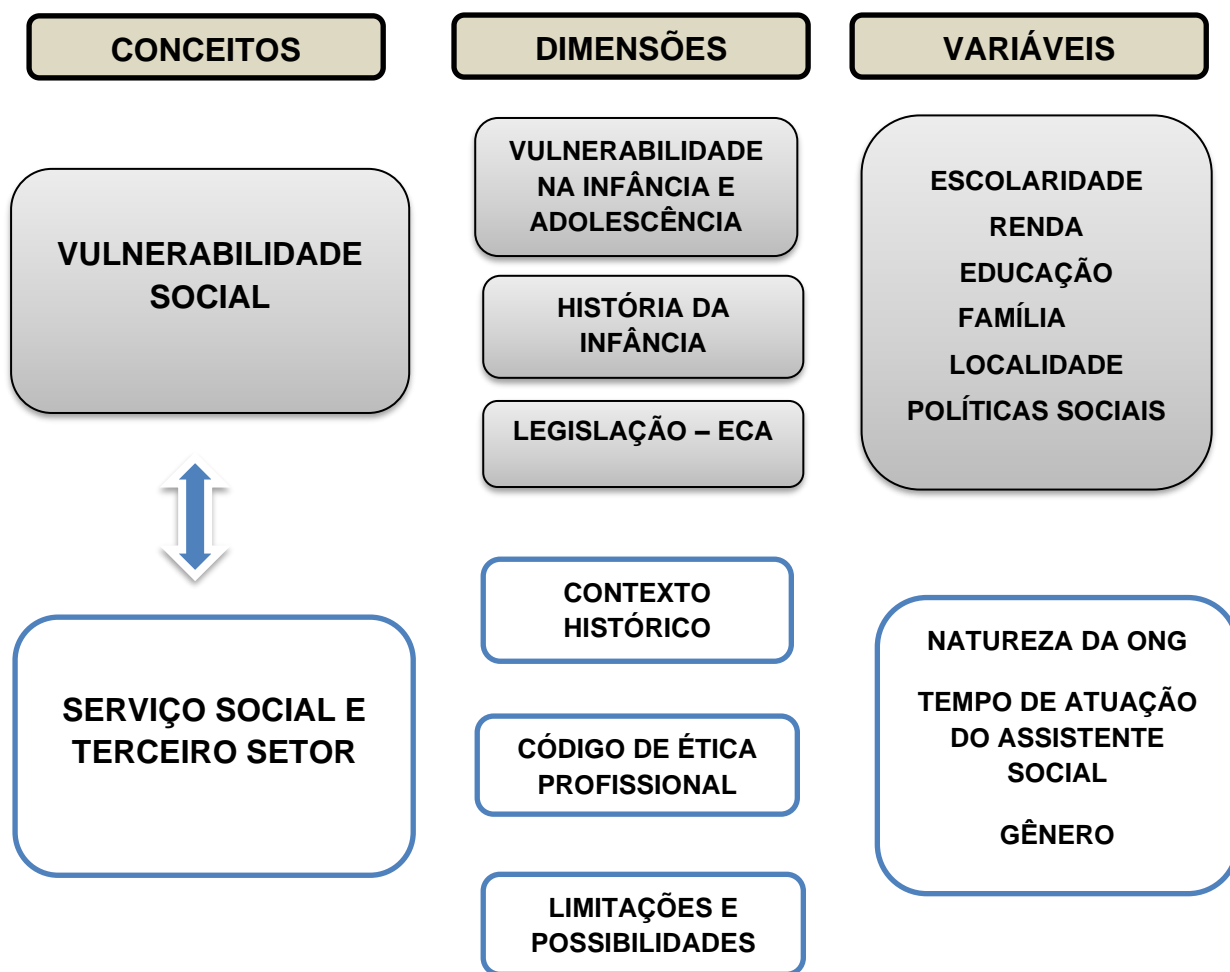 CONCEITOS
DIMENSÕES
VARIÁVEIS
VULNERABILIDADE
SOCIAL
VULNERABILIDADE
NA INFÂNCIA E
ADOLESCÊNCIA
HISTÓRIA DA
INFÂNCIA
LEGISLAÇÃO – ECA
ESCOLARIDADE
RENDA
EDUCAÇÃO
FAMÍLIA
LOCALIDADE
POLÍTICAS SOCIAIS
SERVIÇO SOCIAL E
TERCEIRO SETOR
CONTEXTO
HISTÓRICO
CÓDIGO DE ÉTICA
PROFISSIONAL
LIMITAÇÕES E
POSSIBILIDADES
NATUREZA DA ONG
TEMPO DE ATUAÇÃO
DO ASSISTENTE
SOCIAL
GÊNERO